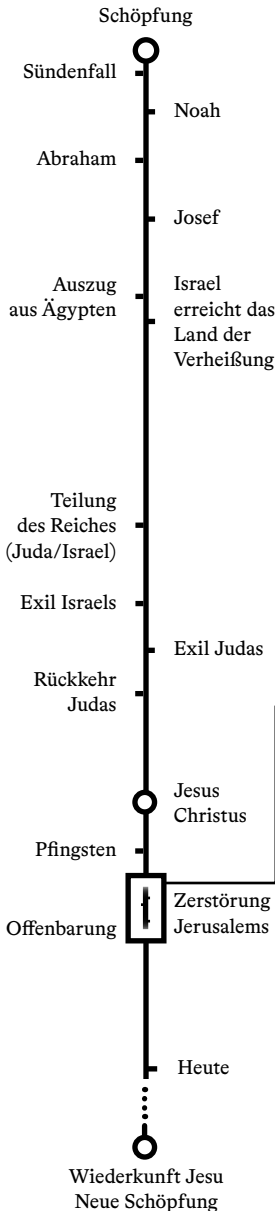 Schöpfung
Sündenfall
Noah
Abraham
Josef
Auszug
aus Ägypten
Israel
erreicht das
Land der
Verheißung
Teilung
des Reiches
(Juda/Israel)
Exil Israels
Exil Judas
Rückkehr
Judas
Jesus
Christus
Pfingsten
Zerstörung
Jerusalems
Offenbarung
Heute
Wiederkunft Jesu
Neue Schöpfung